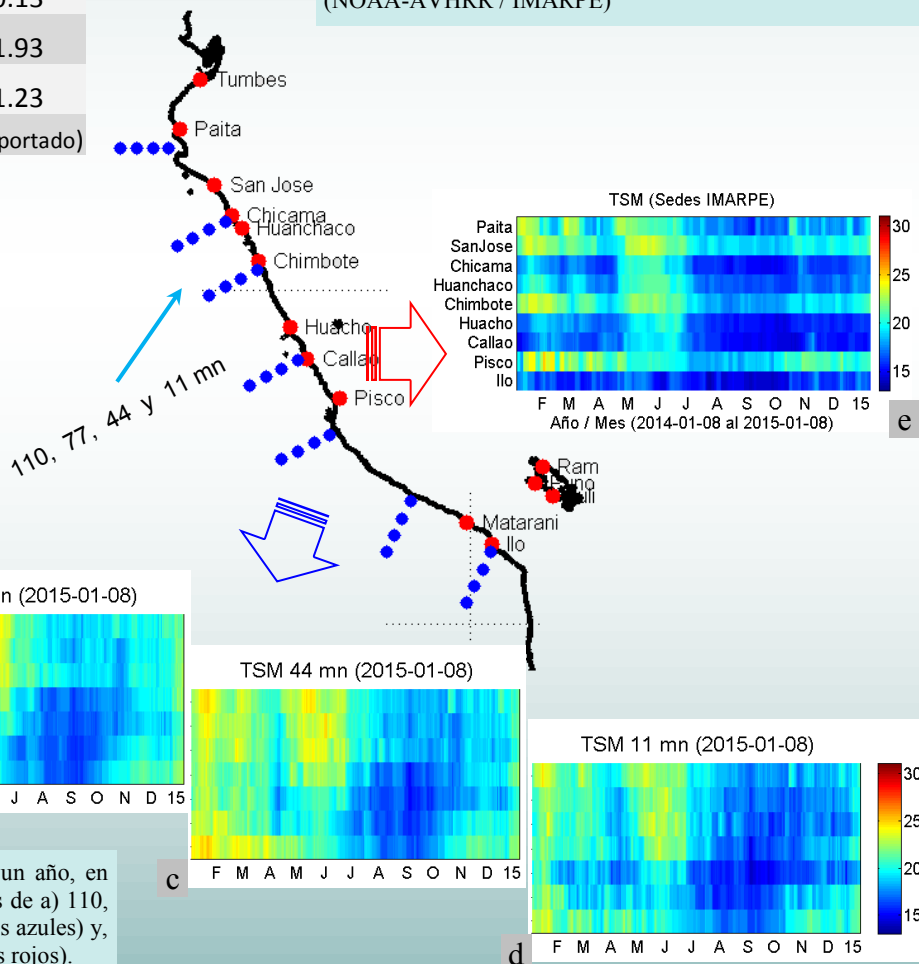 1.93
1.23
(NOAA-AVHRR / IMARPE)
Tumbes
Paita
San Jose
Chicama
Huanchaco
Chimbote
Huacho
Callao
Pisco
110, 77, 44 y 11 mn
Ram
Matarani
Ilo
TSM (Sedes IMARPE)
Paita
SanJose
Chicama
Huanchaco
Chimbote
Huacho
Callao
Pisco
Ilo
30
25
20
15
F M A M J J A S O N D 15
Año / Mes (2014-01-08 al 2015-01-08)
e
n (2015-01-08)
J A S O N D 15
TSM 44 mn (2015-01-08)
F M A M J J A S O N D 15
c
TSM 11 mn (2015-01-08)
30
25
20
15
F M A M J J A S O N D 15
d
un año, en
s de a) 110,
s azules) y,
s rojos).